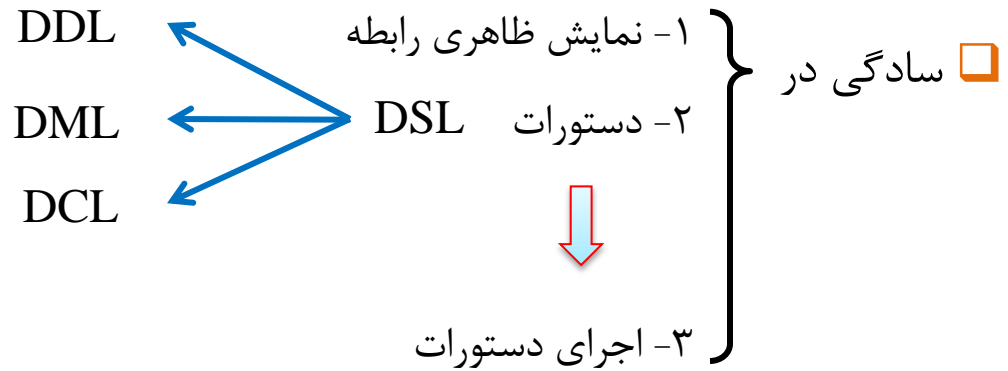 سادگی در
۱- نمایش ظاهری رابطه
۲- دستورات DSL
۳- اجرای دستورات
DDL
DML
DCL